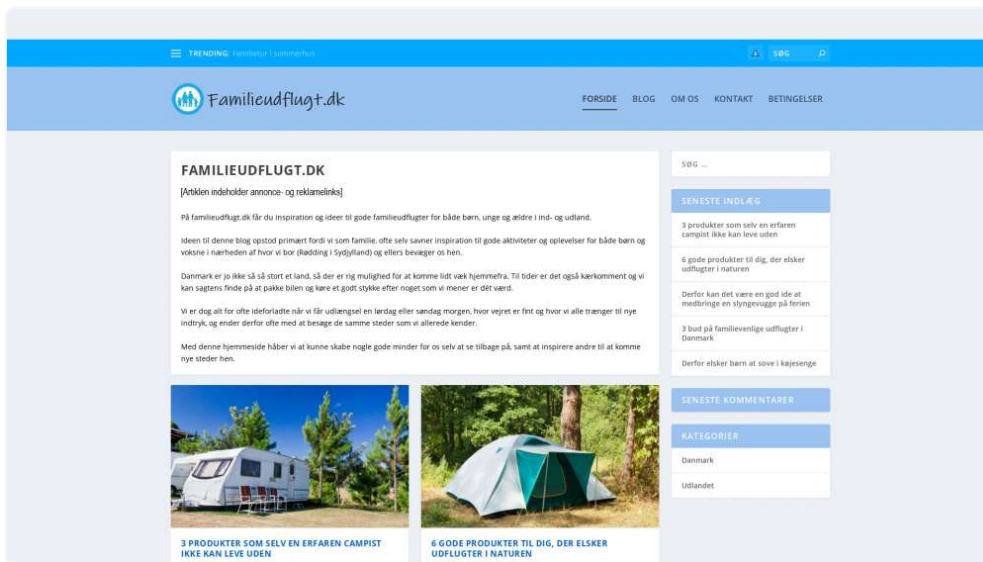 TRENDING: Familietur i sommerhus
SØG
Familieudflugt.dk
FORSIDE BLOG OM OS KONTAKT BETINGELSER
FAMILIEUDFLUGT.DK
[Artiklen indeholder annonce- og reklamelinks]
På familieudflugt.dk får du inspiration og ideer til gode familieudflugter for både børn, unge og ældre i ind- og udland.
Ideen til denne blog opstod primært fordi vi som familie, ofte selv savner inspiration til gode aktiviteter og oplevelser for både børn og
voksne i nærheden af hvor vi bor (Rødding i Sydjylland) og ellers bevæger os hen.
Danmark er jo ikke så så stort et land, så der er rig mulighed for at komme lidt væk hjemmefra. Til tider er det også kærkomment og vi
kan sagtens finde på at pakke bilen og køre et godt stykke efter noget som vi mener er dét værd.
Vi er dog alt for ofte ideforladte når vi får udlængsel en lørdag eller søndag morgen, hvor vejret er fint og hvor vi alle trænger til nye
indtryk, og ender derfor ofte med at besøge de samme steder som vi allerede kender.
Med denne hjemmeside håber vi at kunne skabe nogle gode minder for os selv at se tilbage på, samt at inspirere andre til at komme
nye steder hen.
3 PRODUKTER SOM SELV EN ERFAREN CAMPIST
IKKE KAN LEVE UDEN
6 GODE PRODUKTER TIL DIG, DER ELSKER
UDFLUGTER I NATUREN
SØG …
SENESTE INDLÆG
3 produkter som selv en erfaren
campist ikke kan leve uden
6 gode produkter til dig, der elsker
udflugter i naturen
Derfor kan det være en god ide at
medbringe en slyngevugge på ferien
3 bud på familievenlige udflugter i
Danmark
Derfor elsker børn at sove i køjesenge
SENESTE KOMMENTARER
KATEGORIER
Danmark
Udlandet